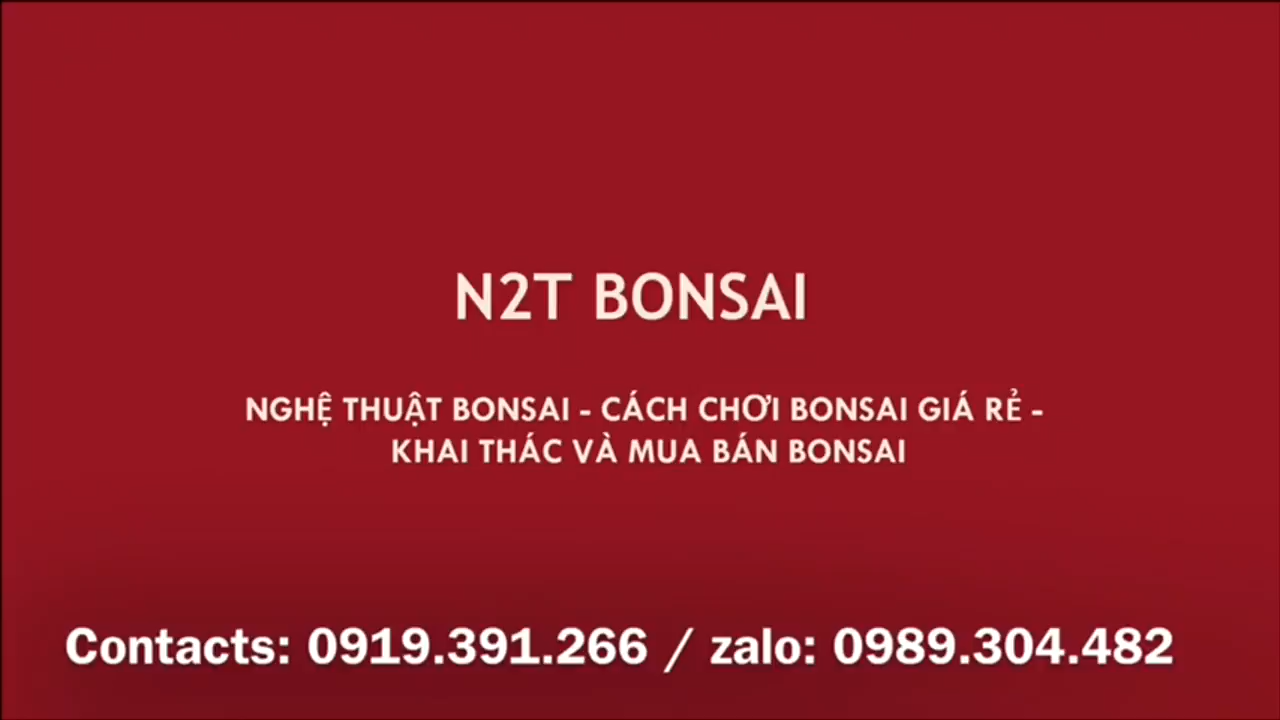 N2T BONSAI
NGHỆ THUẬT BONSAI - CÁCH CHƠI BONSAI GIÁ RẺ -
KHAI THÁC VÀ MUA BÁN BONSAI
Contacts: 0919.391.266 / zalo: 0989.304.482